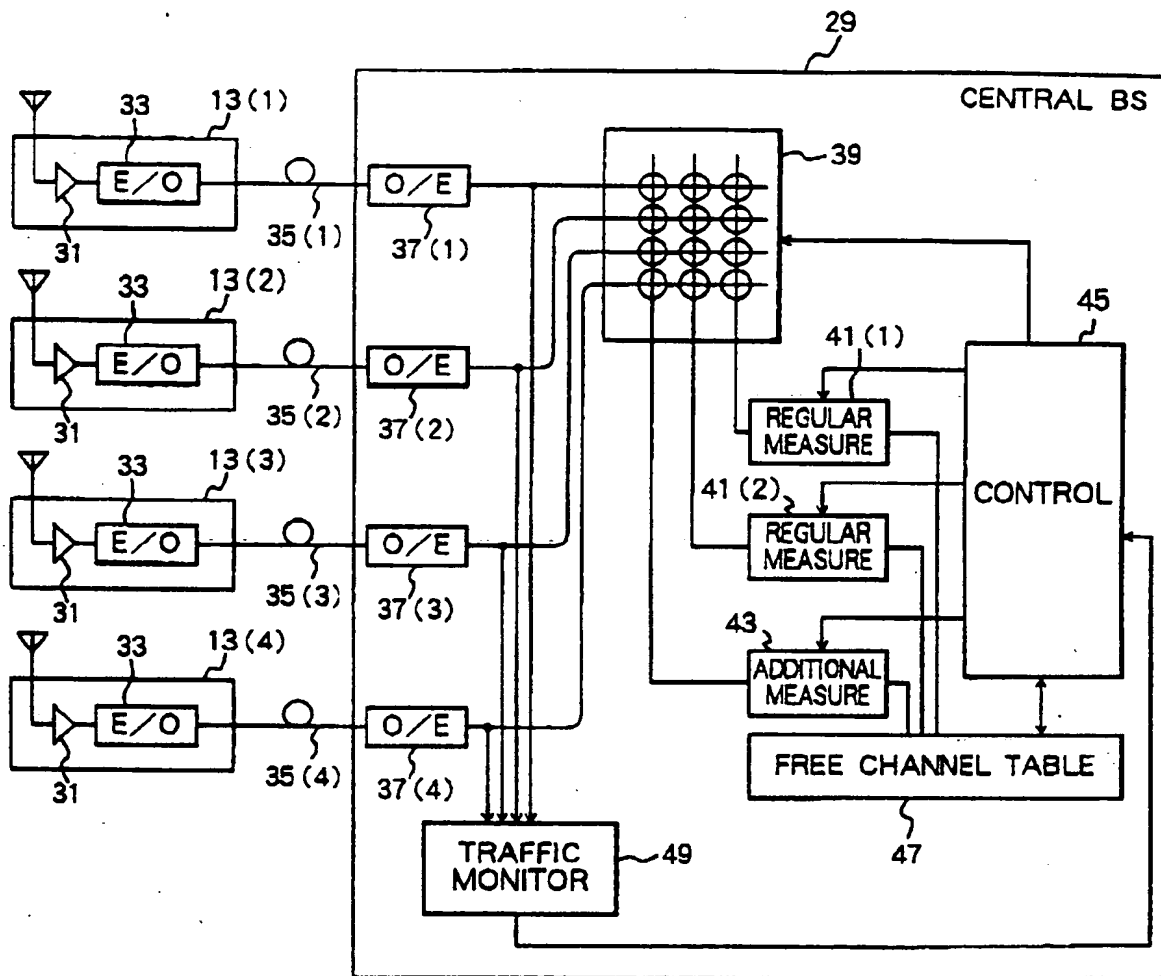 29
CENTRAL BS
33
13(1)
E/O
31
35(1)
O/E
37(1)
39
33
13(2)
E/O
31
35(2)
O/E
37(2)
45
41(1)
REGULAR
MEASURE
33
13(3)
E/O
31
35(3)
O/E
37(3)
41(2)
REGULAR
MEASURE
CONTROL
33
13(4)
E/O
31
35(4)
O/E
37(4)
43
ADDITIONAL
MEASURE
FREE CHANNEL TABLE
47
TRAFFIC
MONITOR
49